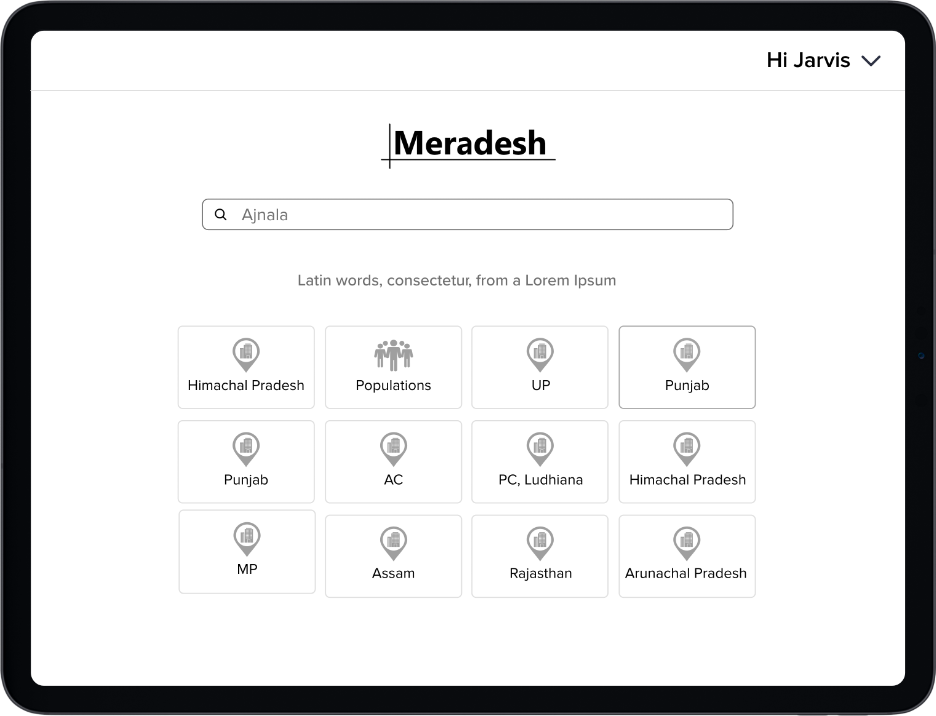 Hi Jarvis
Meradesh
Ajnala
Latin words, consectetur, from a Lorem Ipsum
Himachal Pradesh
Populations
UP
Punjab
Punjab
AC
PC, Ludhiana
Himachal Pradesh
MP
Assam
Rajasthan
Arunachal Pradesh